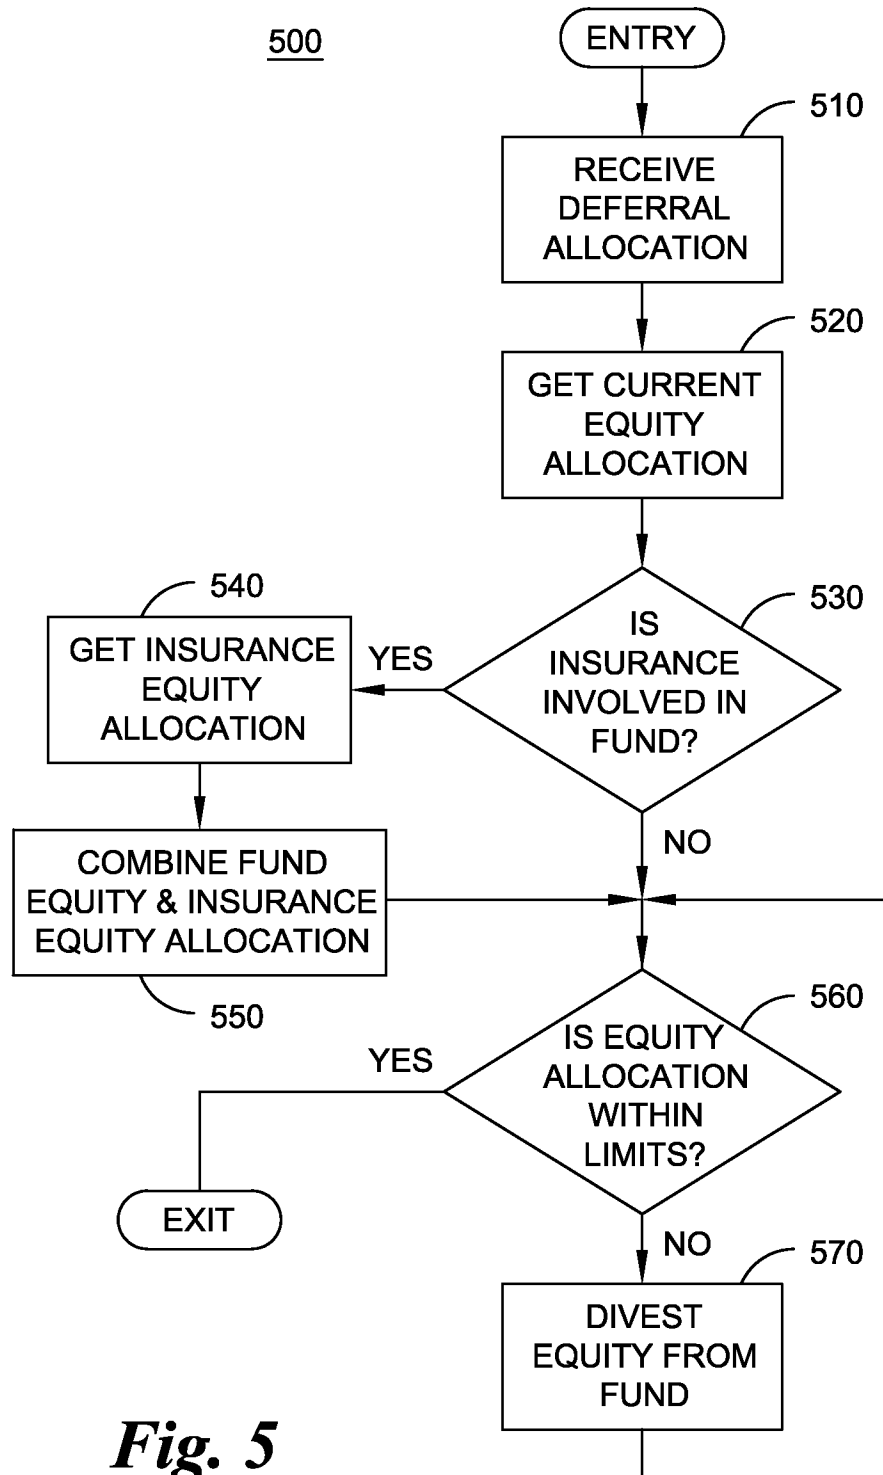 500
ENTRY
510
RECEIVE
DEFERRAL
ALLOCATION
520
GET CURRENT
EQUITY
ALLOCATION
530
IS
INSURANCE
INVOLVED IN
FUND?
YES
540
GET INSURANCE
EQUITY
ALLOCATION
NO
COMBINE FUND
EQUITY & INSURANCE
EQUITY ALLOCATION
550
560
IS EQUITY
ALLOCATION
WITHIN
LIMITS?
YES
EXIT
NO
570
DIVEST
EQUITY FROM
FUND
Fig. 5